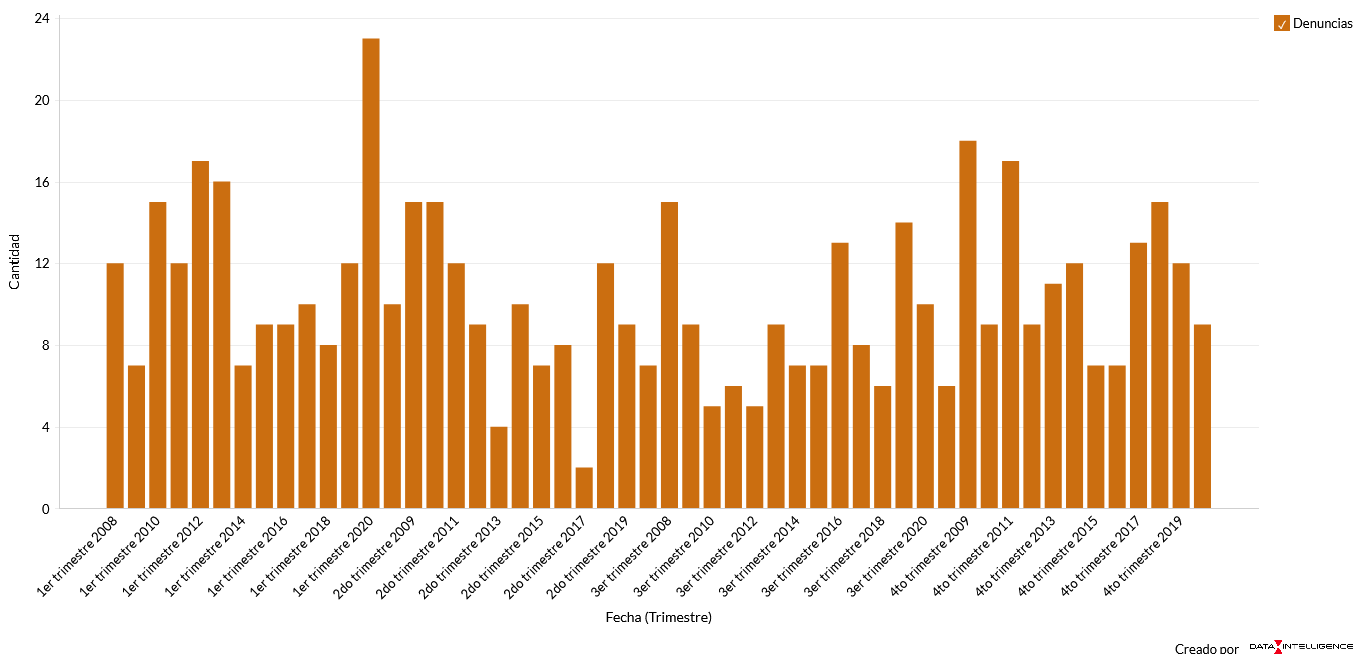 24
20
16
12
8
4
0
Cantidad
✓ Denuncias
1er trimestre 2008
1er trimestre 2010
1er trimestre 2012
1er trimestre 2014
1er trimestre 2016
1er trimestre 2018
1er trimestre 2020
2do trimestre 2009
2do trimestre 2011
2do trimestre 2013
2do trimestre 2015
2do trimestre 2017
2do trimestre 2019
3er trimestre 2008
3er trimestre 2010
3er trimestre 2012
3er trimestre 2014
3er trimestre 2016
3er trimestre 2018
3er trimestre 2020
4to trimestre 2009
4to trimestre 2011
4to trimestre 2013
4to trimestre 2015
4to trimestre 2017
4to trimestre 2019
Fecha (Trimestre)
Creado por DATA INTELLIGENCE